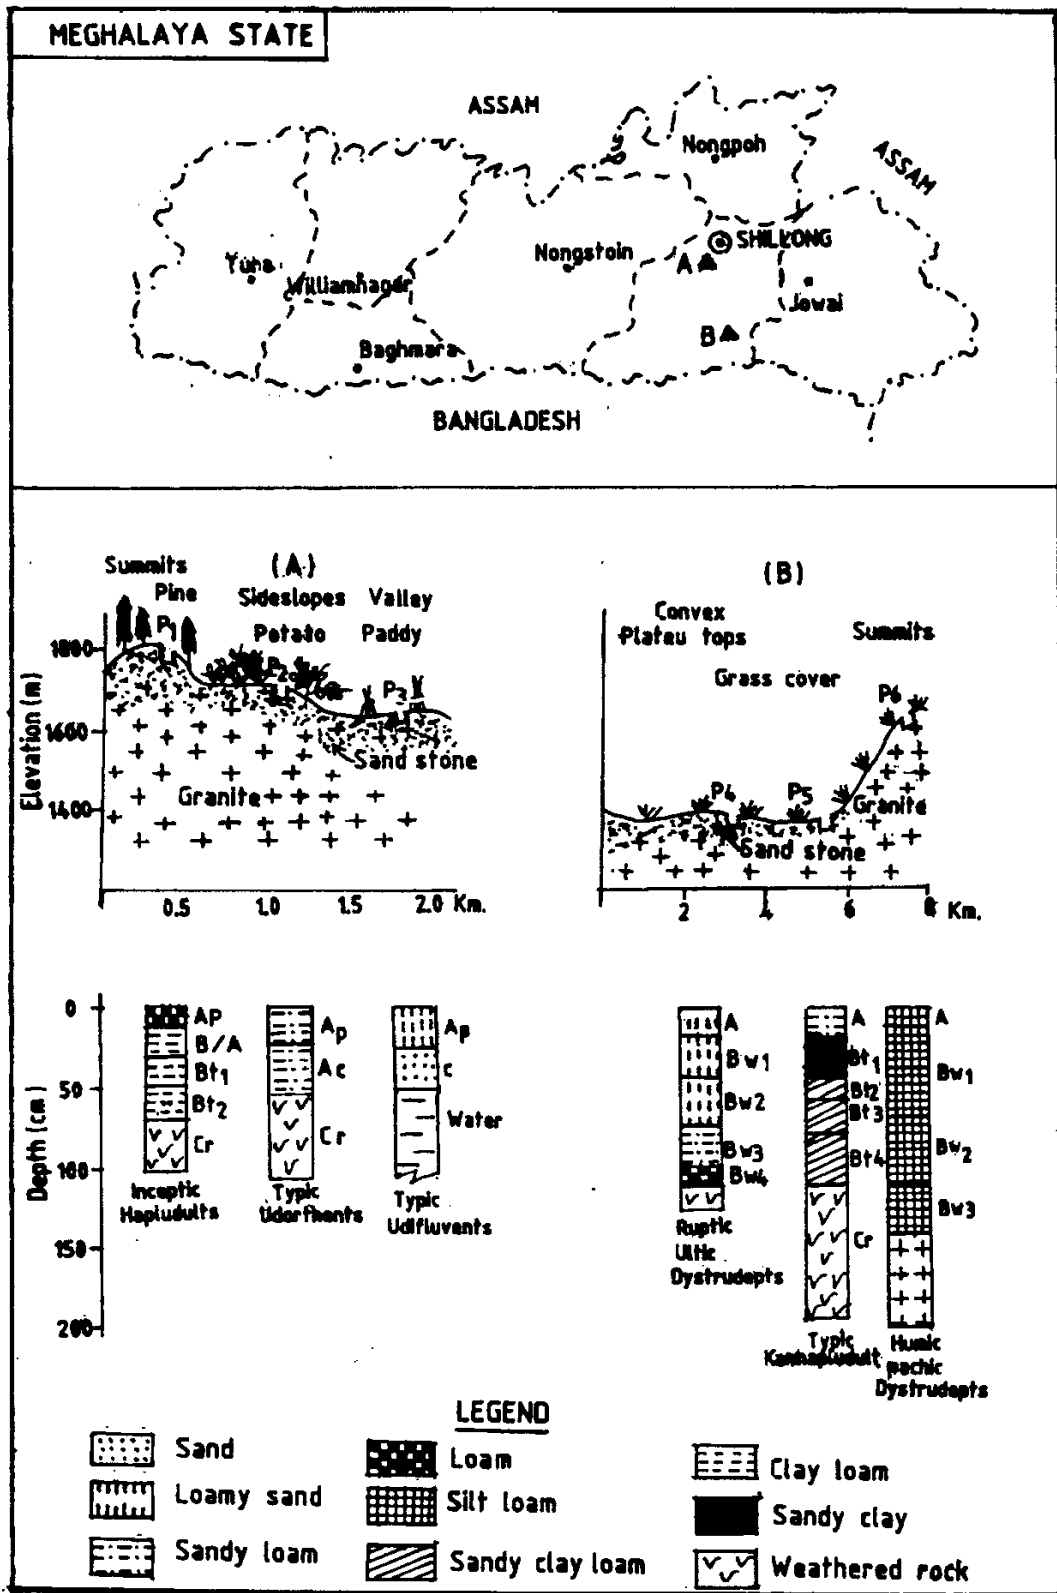 MEGHALAYA STATE
ASSAM
Nongpoh
ASSAM
SHILLONG
Nongstoin
A
Yura
Williamnager
Jowai
B
Baghmara
BANGLADESH
(A)
Summits
Pine
Sideslopes
Valley
P1
Potato
Paddy
1800
P2
P3
Elevation (m)
1600
Sand stone
Granite
1400
0.5
1.0
1.5
2.0 Km.
(B)
Convex
Plateu tops
Summits
Grass cover
P6
P4
P5
Granite
Sand stone
2
4
6
8
Km.
Depth (cm)
0
50
100
150
200
Ap
B/A
Bt1
Bt2
Cr
Inceptic
Hapludults
Ap
Ac
Cr
Typic
Udorthents
Ap
c
Water
Typic
Udifluvents
A
Bw1
Bw2
Bw3
Bw4
Ruptic
Ultic
Dystrudepts
A
Bt1
Bt2
Bt3
Bt4
Cr
Typic
Kanhapludult
A
Bw1
Bw2
Bw3
Humic
pachic
Dystrudepts
LEGEND
Sand
Loamy sand
Sandy loam
Loam
Silt loam
Sandy clay loam
Clay loam
Sandy clay
Weathered rock